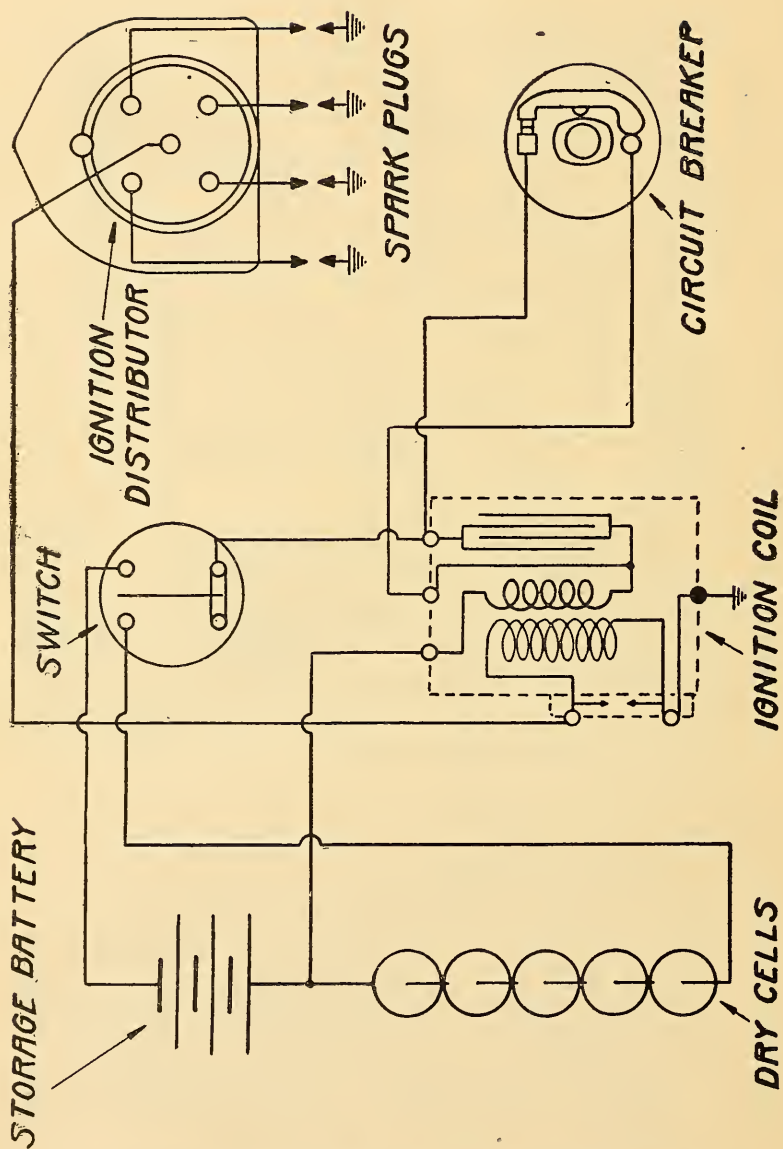 STORAGE BATTERY
SWITCH
IGNITION
DISTRIBUTOR
SPARK PLUGS
DRY CELLS
IGNITION COIL
CIRCUIT BREAKER